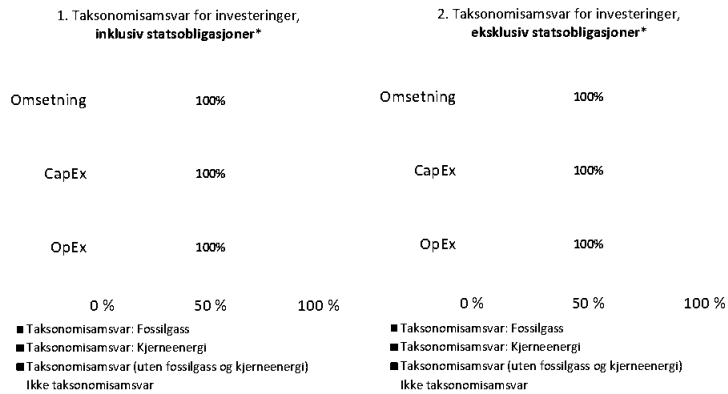 1. Taksonomisamsvar for investeringer,
inklusiv statsobligasjoner*
Omsetning
100%
CapEx
100%
OpEx
100%
0 %
50 %
100 %
Taksonomisamsvar: Fossilgass
Taksonomisamsvar: Kjerneenergi
Taksonomisamsvar (uten fossilgass og kjerneenergi)
Ikke taksonomisamsvar
2. Taksonomisamsvar for investeringer,
eksklusiv statsobligasjoner*
Omsetning
100%
CapEx
100%
OpEx
100%
0 %
50 %
100 %
Taksonomisamsvar: Fossilgass
Taksonomisamsvar: Kjerneenergi
Taksonomisamsvar (uten fossilgass og kjerneenergi)
Ikke taksonomisamsvar